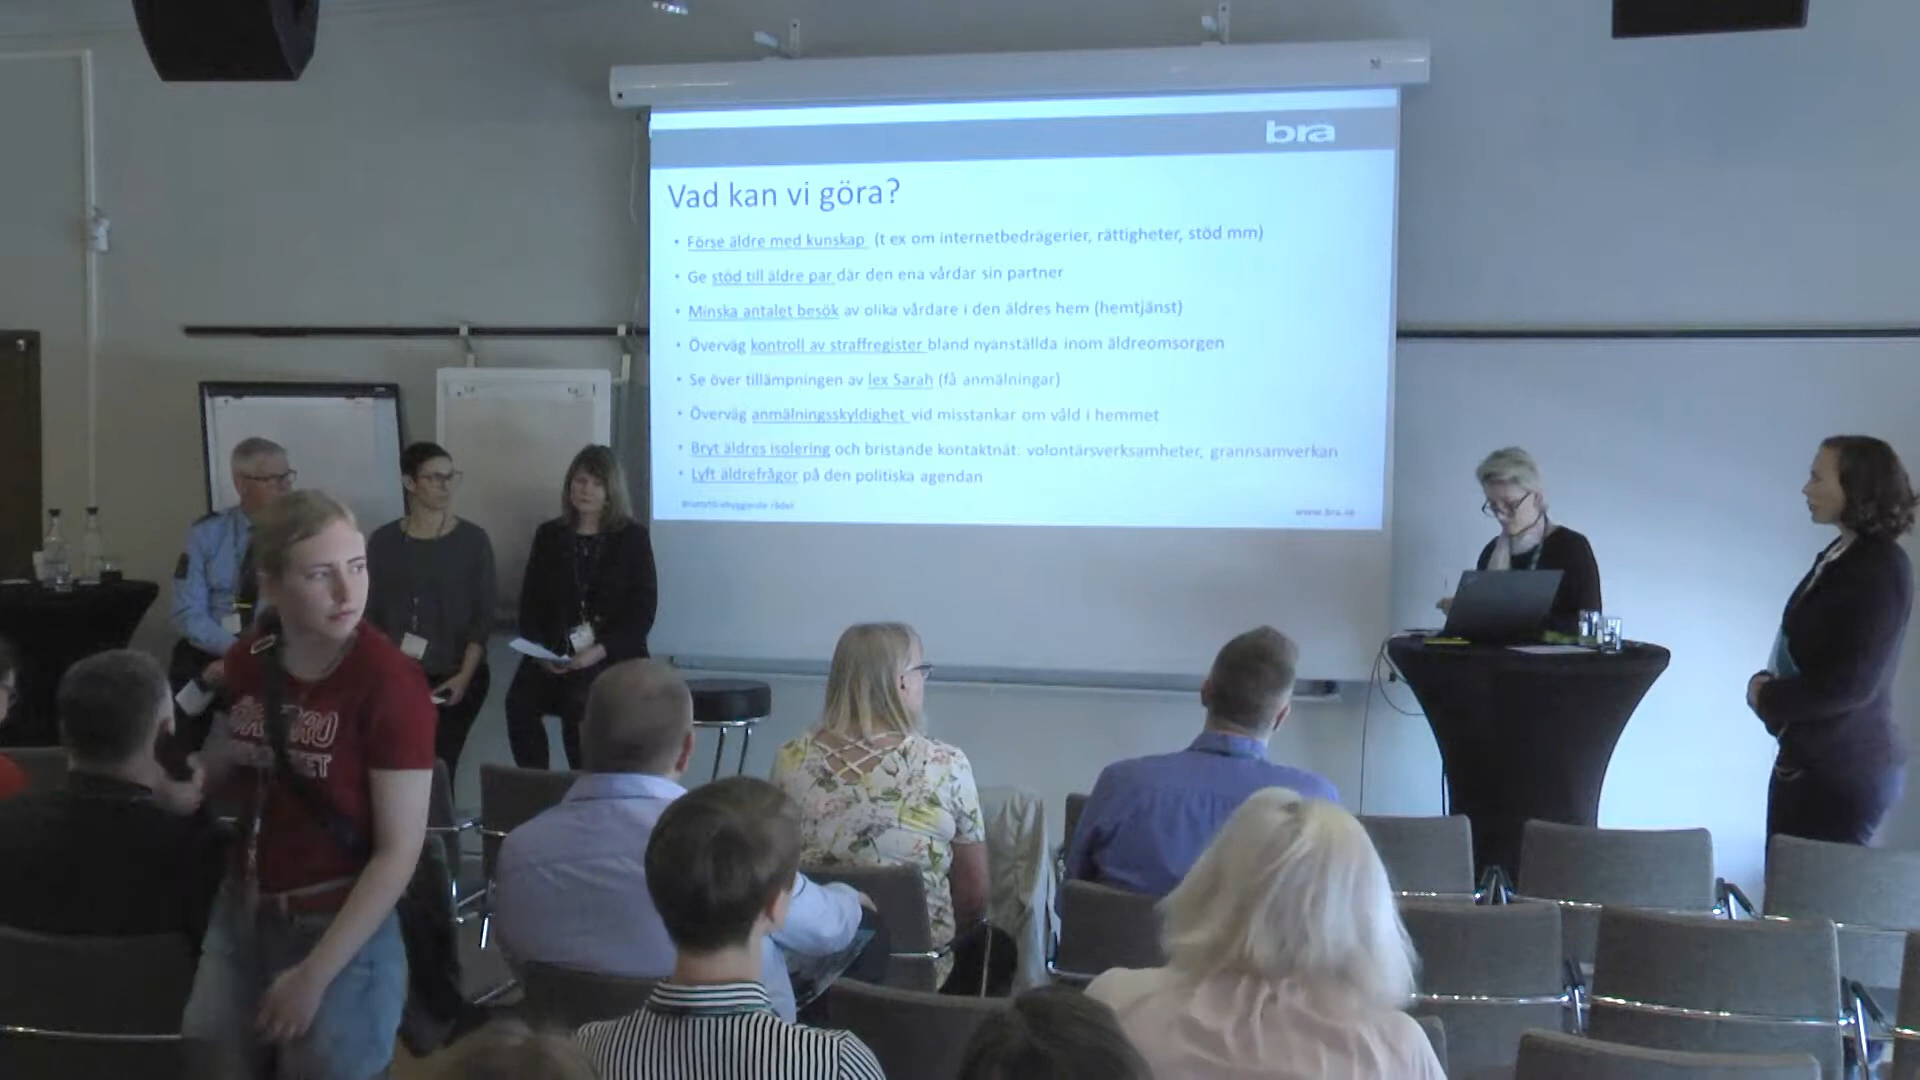 bra
Vad kan vi göra?
• Förse äldre med kunskap (t ex om internetbedrägerier, rättigheter, stöd mm)
• Ge stöd till äldre par där den ena vårdar sin partner
• Minska antalet besök av olika vårdare i den äldres hem (hemtjänst)
• Överväg kontroll av straffregister bland nyanställda inom äldreomsorgen
• Se över tillämpningen av lex Sarah (få anmälningar)
• Överväg anmälningsskyldighet vid misstankar om våld i hemmet
• Bryt äldres isolering och bristande kontaktnät: volontärsverksamheter, grannsamverkan
• Lyft äldrefrågor på den politiska agendan
Brottsförebyggande rådet
www.bra.se